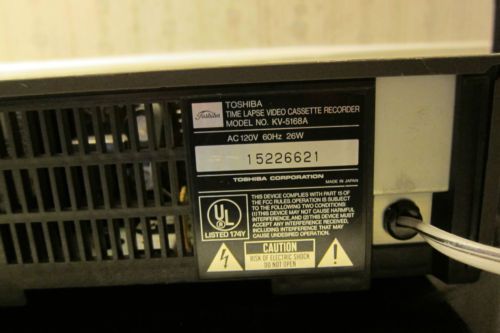 Toshiba
TOSHIBA
TIME LAPSE VIDEO CASSETTE RECORDER
MODEL NO. KV-5168A
AC 120V 60Hz 26W
15226621
TOSHIBA CORPORATION
MADE IN JAPAN
THIS DEVICE COMPLIES WITH PART 15 OF
THE FCC RULES. OPERATION IS SUBJECT
TO THE FOLLOWING TWO CONDITIONS:
(1) THIS DEVICE MAY NOT CAUSE HARMFUL
INTERFERENCE, AND (2) THIS DEVICE MUST
ACCEPT ANY INTERFERENCE RECEIVED,
INCLUDING INTERFERENCE THAT MAY
CAUSE UNDESIRED OPERATION.
UL
®
LISTED 174Y
CAUTION
RISK OF ELECTRIC SHOCK
DO NOT OPEN